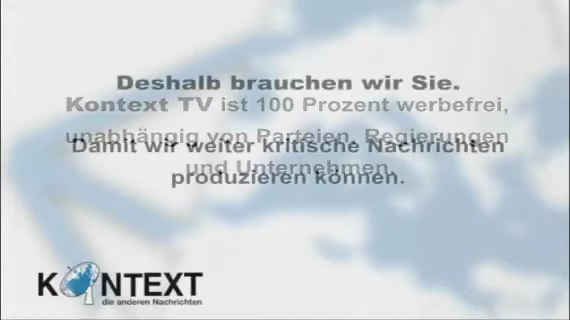 Deshalb brauchen wir Sie.
Kontext TV ist 100 Prozent werbefrei,
unabhängig von Parteien, Regierungen
Damit wir weiter kritische Nachrichten
und Unternehmen.
produzieren können.
KONTEXT
die anderen Nachrichten